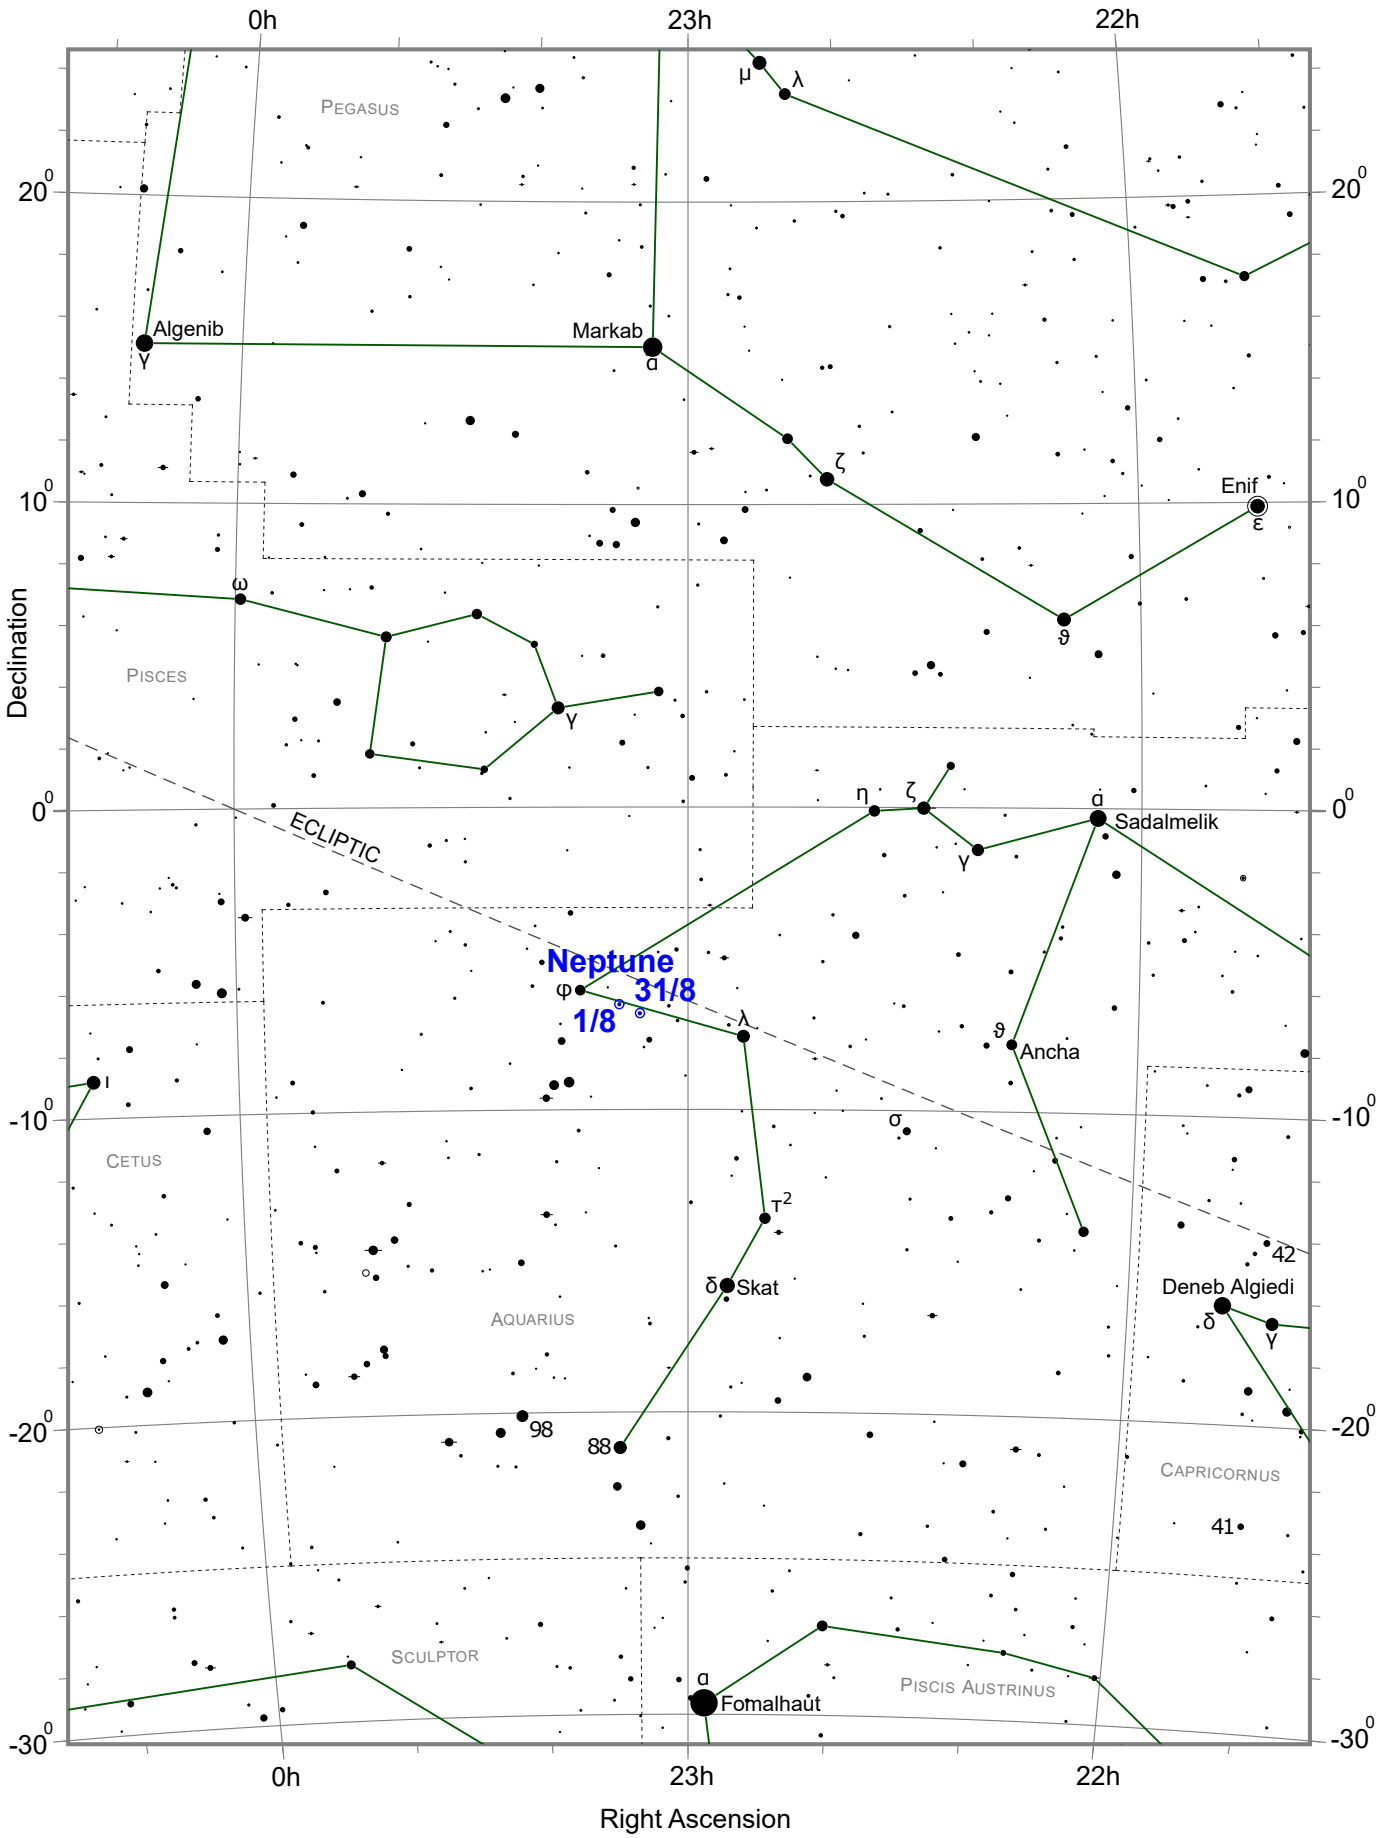 0h 23h 22h
μ λ
PEGASUS
20⁰ 20⁰
Algenib Markab
γ α
ζ
Enif
10⁰ 10⁰
ε
ω
ϑ
Declination
PISCES
γ
η ζ α
0⁰ 0⁰
Sadalmelik
ECLIPTIC
γ
Neptune
φ 31/8
1/8 λ ϑ
Ancha
ι
-10⁰ σ -10⁰
CETUS
τ²
42
δ Skat Deneb Algiedi
AQUARIUS δ γ
-20⁰ 98 -20⁰
88
CAPRICORNUS
41
SCULPTOR
α PISCIS AUSTRINUS
Fomalhaut
-30⁰ -30⁰
0h 23h 22h
Right Ascension